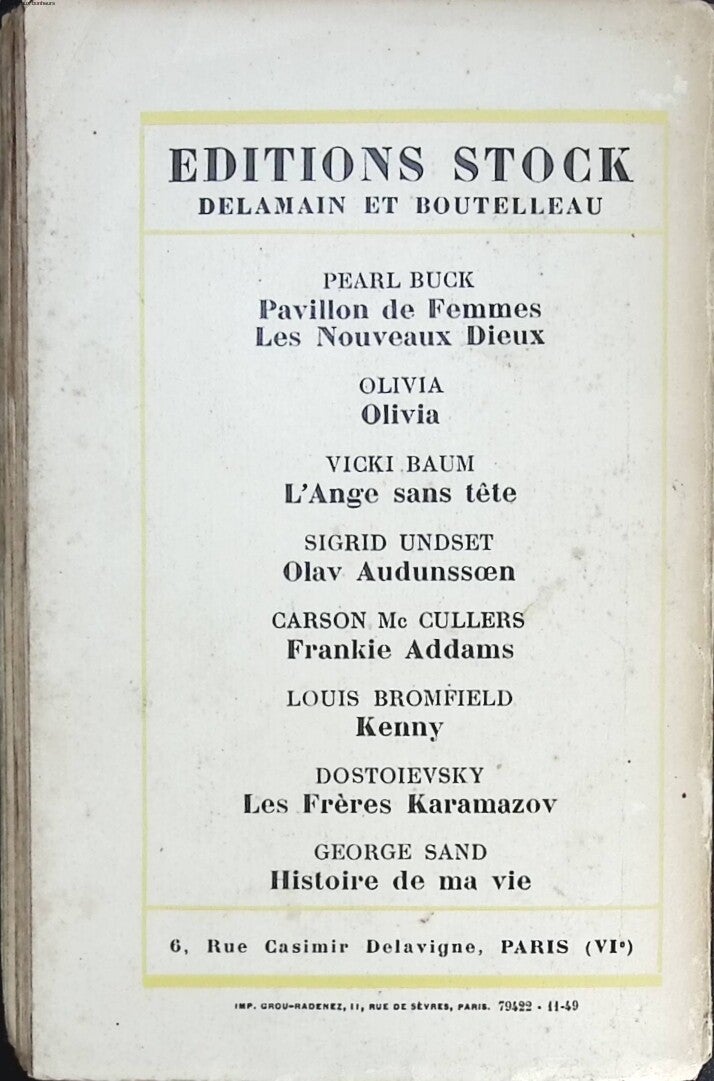 EDITIONS STOCK
DELAMAIN ET BOUTELLEAU
PEARL BUCK
Pavillon de Femmes
Les Nouveaux Dieux
OLIVIA
Olivia
VICKI BAUM
L'Ange sans tête
SIGRID UNDSET
Olav Audunssœn
CARSON Mc CULLERS
Frankie Addams
LOUIS BROMFIELD
Kenny
DOSTOIEVSKY
Les Frères Karamazov
GEORGE SAND
Histoire de ma vie
6, Rue Casimir Delavigne, PARIS (VIe)
IMP. GROU-RADENEZ, 11, RUE DE SÈVRES, PARIS. 79422 - 11-49